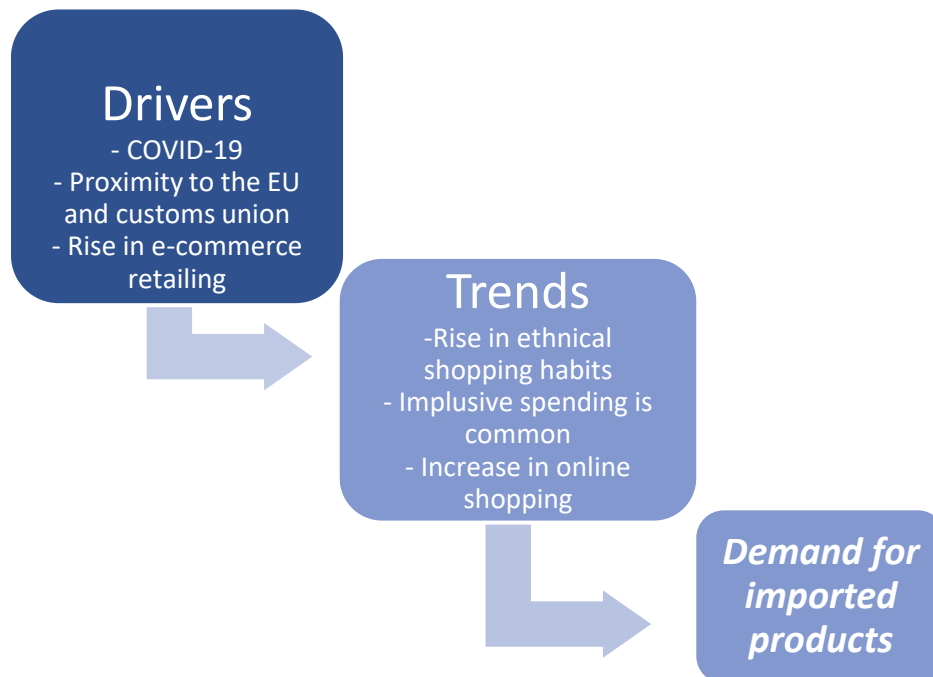 Drivers
- COVID-19
- Proximity to the EU
and customs union
- Rise in e-commerce
retailing
Trends
-Rise in ethnical
shopping habits
- Implusive spending is
common
- Increase in online
shopping
Demand for
imported
products